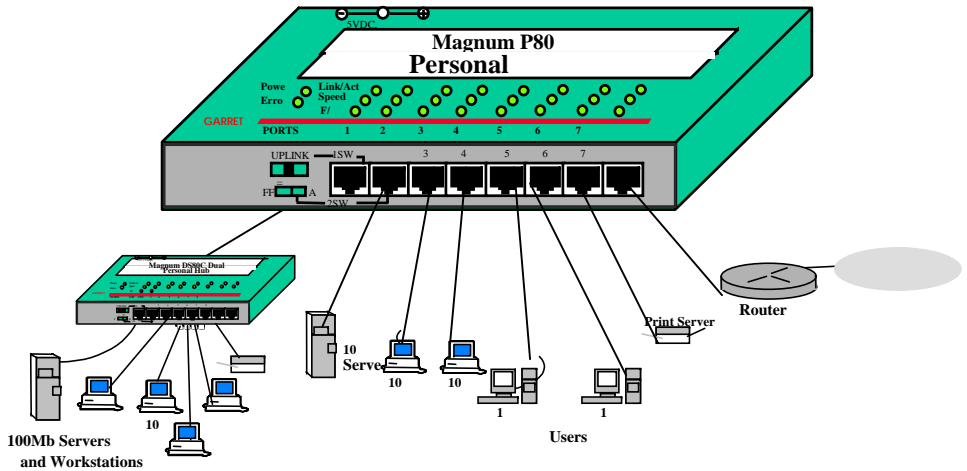 5VDC
Magnum P80
Personal
Powe
Erro
Link/Act
Speed
F/
GARRET
PORTS 1 2 3 4 5 6 7
UPLINK
1SW
3 4 5 6 7
=
FF A
2SW
Magnum DS80C Dual
Personal Hub
GARRET
10
Serve
10
10
1
1
Users
Print Server
Router
10
100Mb Servers
and Workstations